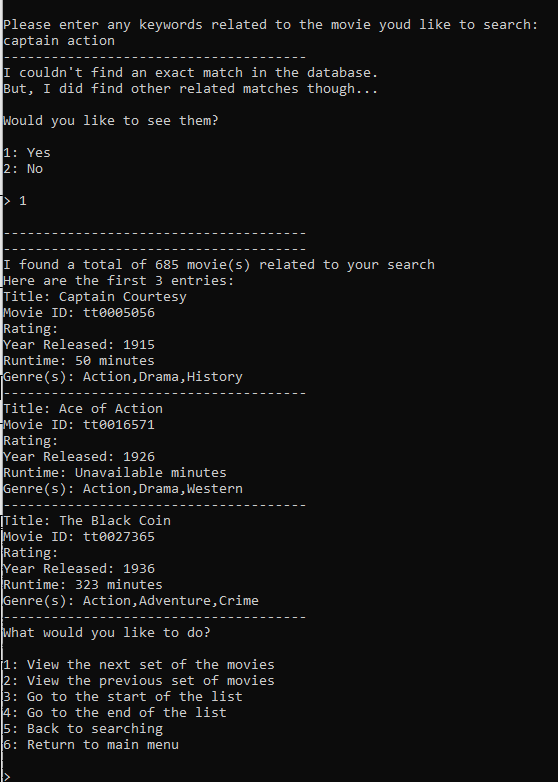 Please enter any keywords related to the movie youd like to search:
captain action
--------------------------------------
I couldn't find an exact match in the database.
But, I did find other related matches though...
Would you like to see them?
1: Yes
2: No
> 1
--------------------------------------
--------------------------------------
I found a total of 685 movie(s) related to your search
Here are the first 3 entries:
Title: Captain Courtesy
Movie ID: tt0005056
Rating:
Year Released: 1915
Runtime: 50 minutes
Genre(s): Action,Drama,History
--------------------------------------
Title: Ace of Action
Movie ID: tt0016571
Rating:
Year Released: 1926
Runtime: Unavailable minutes
Genre(s): Action,Drama,Western
--------------------------------------
Title: The Black Coin
Movie ID: tt0027365
Rating:
Year Released: 1936
Runtime: 323 minutes
Genre(s): Action,Adventure,Crime
--------------------------------------
What would you like to do?
1: View the next set of the movies
2: View the previous set of movies
3: Go to the start of the list
4: Go to the end of the list
5: Back to searching
6: Return to main menu
>